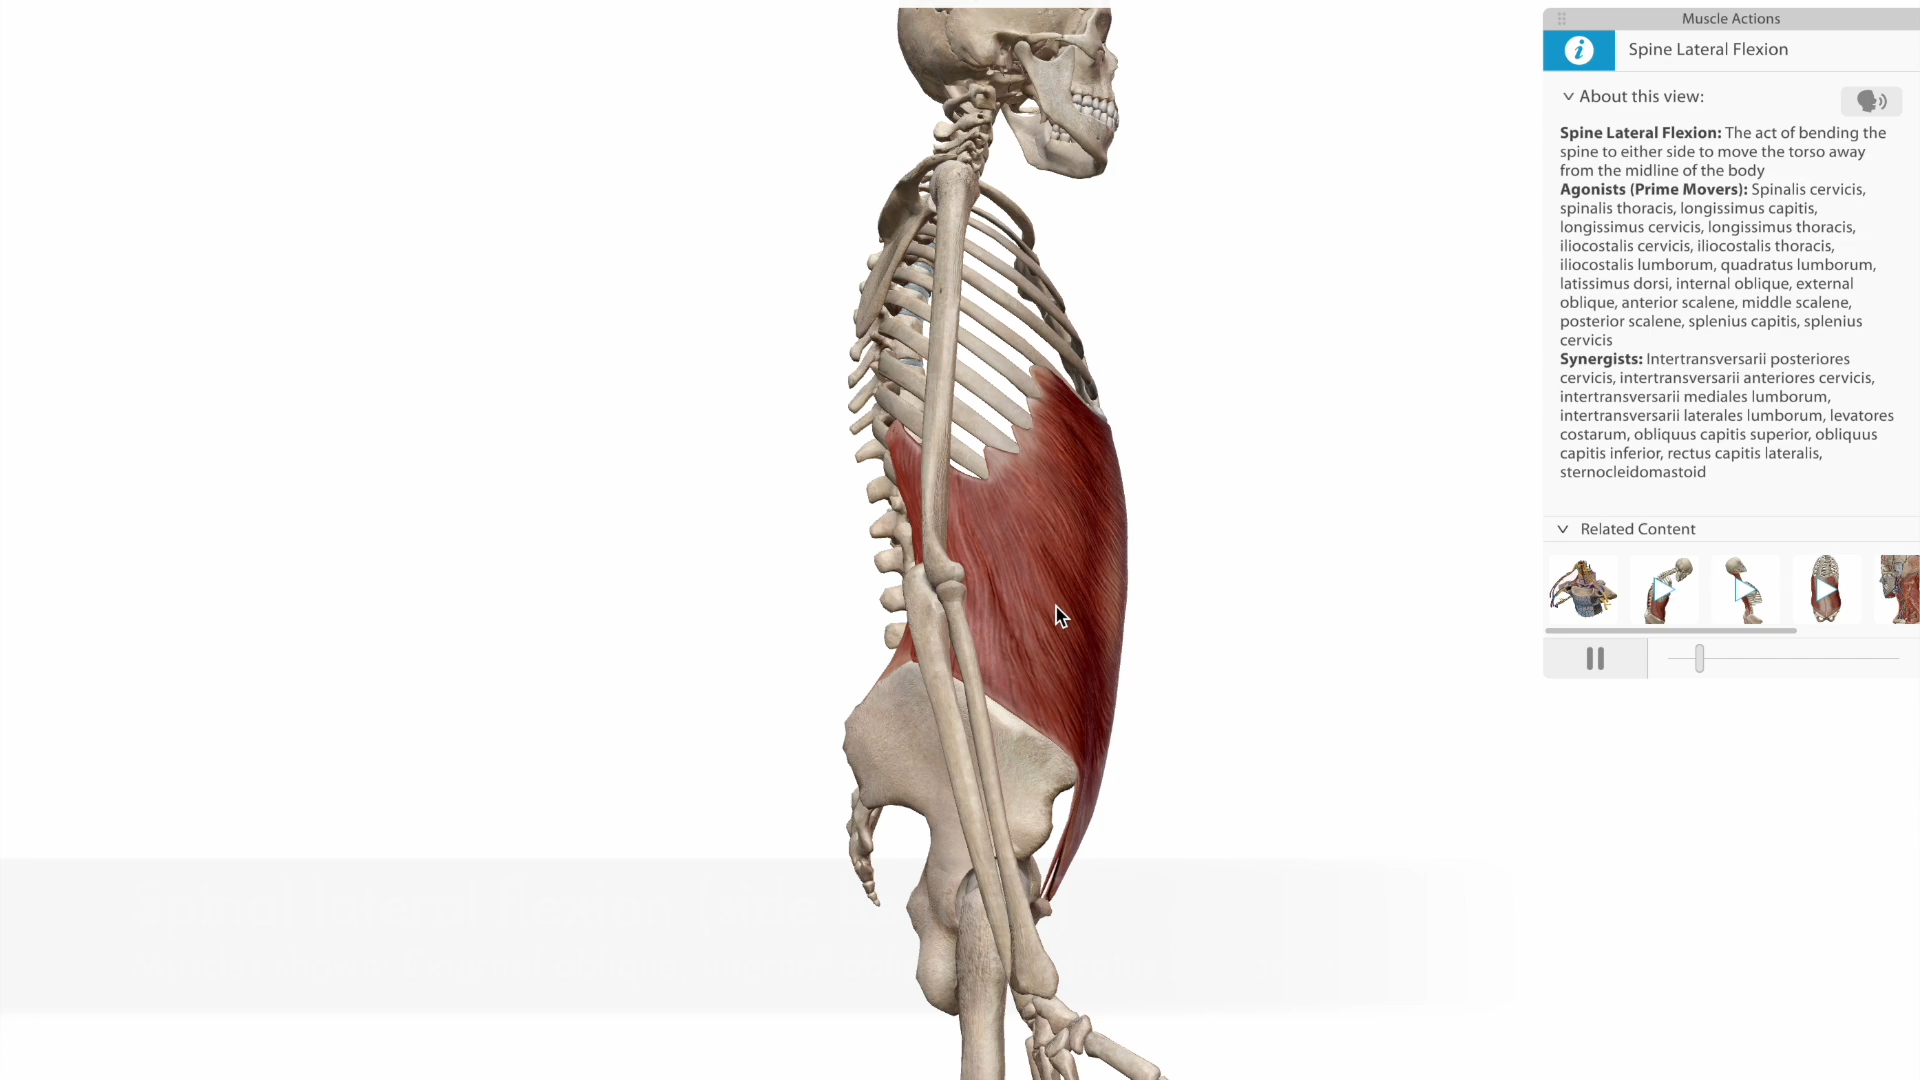 Muscle Actions
Spine Lateral Flexion
About this view:
Spine Lateral Flexion: The act of bending the
spine to either side to move the torso away
from the midline of the body
Agonists (Prime Movers): Spinalis cervicis,
spinalis thoracis, longissimus capitis,
longissimus cervicis, longissimus thoracis,
iliocostalis cervicis, iliocostalis thoracis,
iliocostalis lumborum, quadratus lumborum,
latissimus dorsi, internal oblique, external
oblique, anterior scalene, middle scalene,
posterior scalene, splenius capitis, splenius
cervicis
Synergists: Intertransversarii posteriores
cervicis, intertransversarii anteriores cervicis,
intertransversarii mediales lumborum,
intertransversarii laterales lumborum, levatores
costarum, obliquus capitis superior, obliquus
capitis inferior, rectus capitis lateralis,
sternocleidomastoid
Related Content
Spinal lateral flexion (side